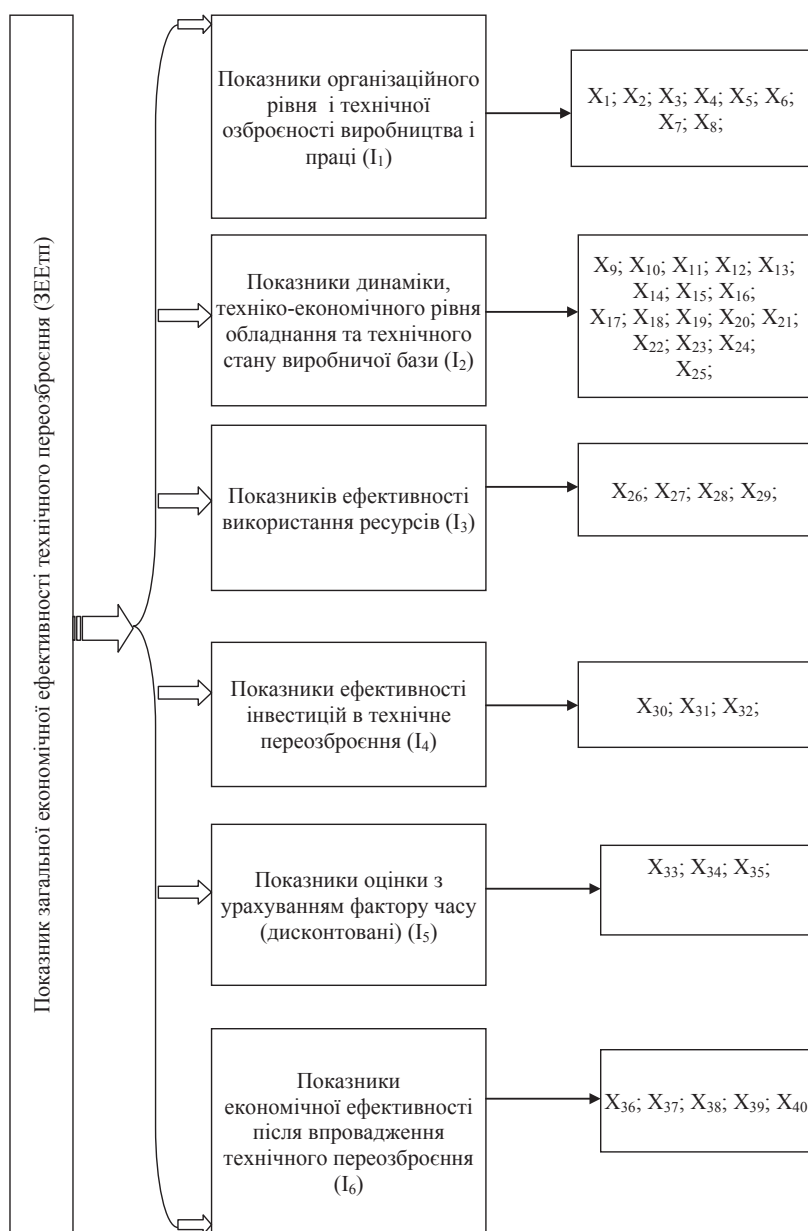 Показник загальної економічної ефективності технічного переозброєння (ЗЕЕтп)
Показники організаційного
рівня і технічної
озброєності виробництва і
праці (I₁)
X₁; X₂; X₃; X₄; X₅; X₆;
X₇; X₈;
Показники динаміки,
техніко-економічного рівня
обладнання та технічного
стану виробничої бази (I₂)
X₉; X₁₀; X₁₁; X₁₂; X₁₃;
X₁₄; X₁₅; X₁₆;
X₁₇; X₁₈; X₁₉; X₂₀; X₂₁;
X₂₂; X₂₃; X₂₄;
X₂₅;
Показників ефективності
використання ресурсів (I₃)
X₂₆; X₂₇; X₂₈; X₂₉;
Показники ефективності
інвестицій в технічне
переозброєння (I₄)
X₃₀; X₃₁; X₃₂;
Показники оцінки з
урахуванням фактору часу
(дисконтовані) (I₅)
X₃₃; X₃₄; X₃₅;
Показники
економічної ефективності
після впровадження
технічного переозброєння
(I₆)
X₃₆; X₃₇; X₃₈; X₃₉; X₄₀